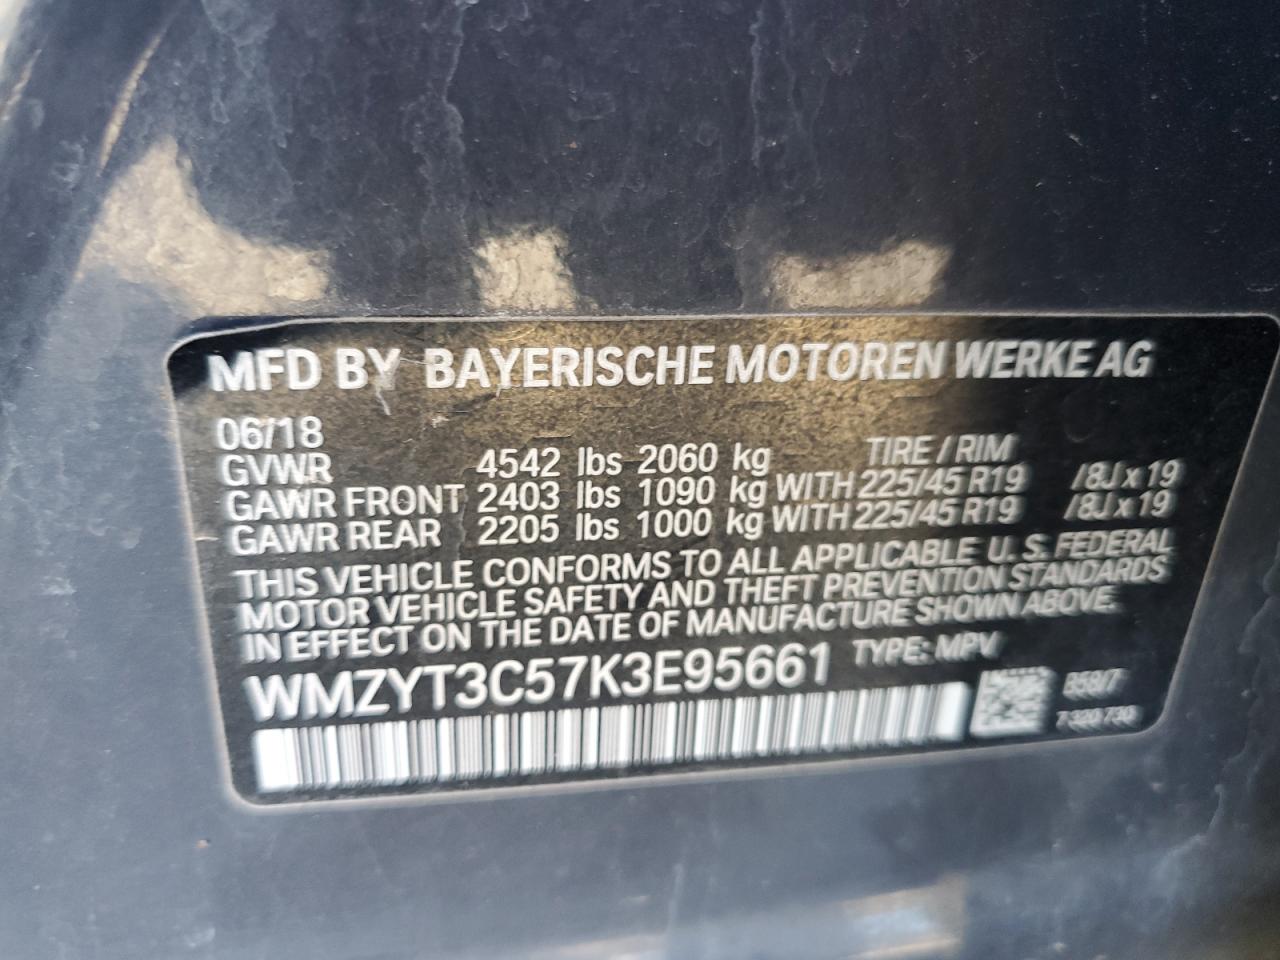 MFD BY BAYERISCHE MOTOREN WERKE AG
06/18
GVWR 4542 lbs 2060 kg TIRE / RIM
GAWR FRONT 2403 lbs 1090 kg WITH 225/45 R19 /8J x 19
GAWR REAR 2205 lbs 1000 kg WITH 225/45 R19 /8J x 19
THIS VEHICLE CONFORMS TO ALL APPLICABLE U.S. FEDERAL
MOTOR VEHICLE SAFETY AND THEFT PREVENTION STANDARDS
IN EFFECT ON THE DATE OF MANUFACTURE SHOWN ABOVE.
WMZYT3C57K3E95661 TYPE: MPV
7 320 730